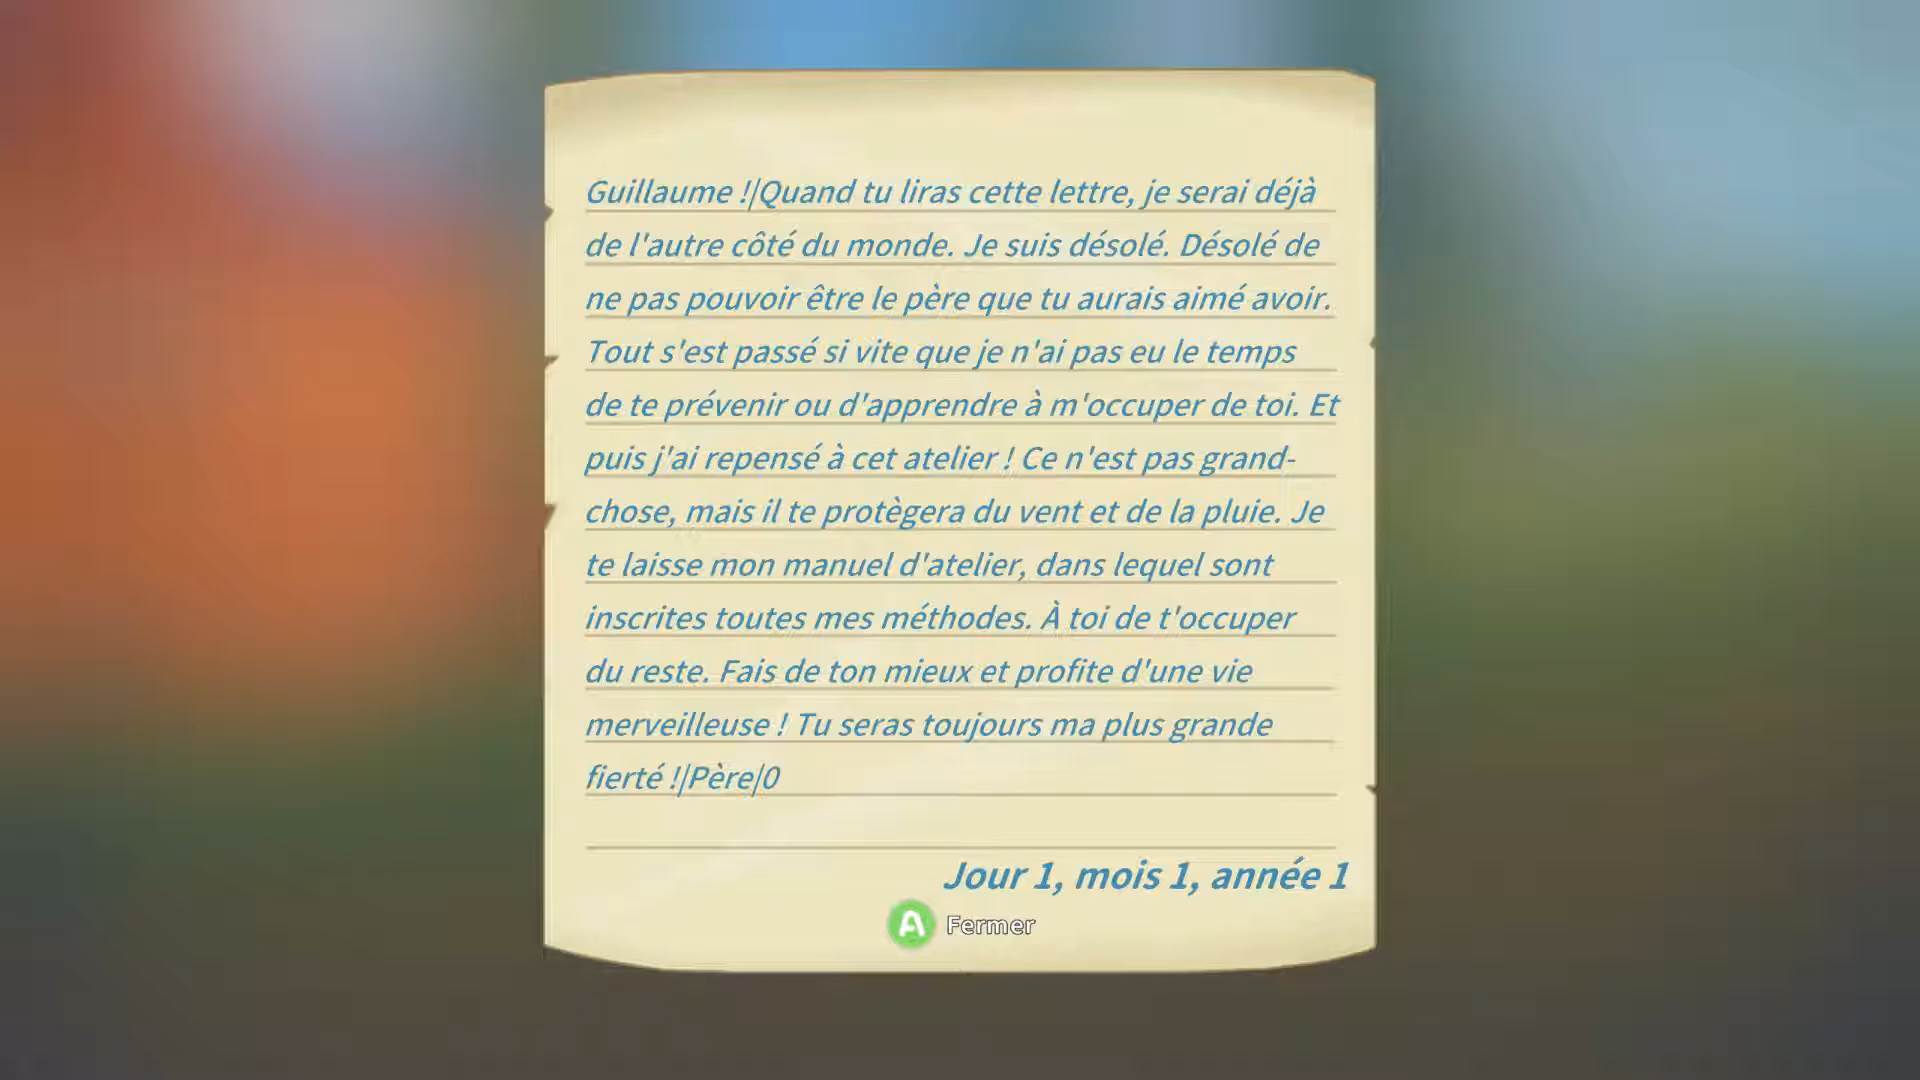 Guillaume !|Quand tu liras cette lettre, je serai déjà
de l'autre côté du monde. Je suis désolé. Désolé de
ne pas pouvoir être le père que tu aurais aimé avoir.
Tout s'est passé si vite que je n'ai pas eu le temps
de te prévenir ou d'apprendre à m'occuper de toi. Et
puis j'ai repensé à cet atelier ! Ce n'est pas grand-
chose, mais il te protègera du vent et de la pluie. Je
te laisse mon manuel d'atelier, dans lequel sont
inscrites toutes mes méthodes. À toi de t'occuper
du reste. Fais de ton mieux et profite d'une vie
merveilleuse ! Tu seras toujours ma plus grande
fierté !|Père|0
Jour 1, mois 1, année 1
A Fermer